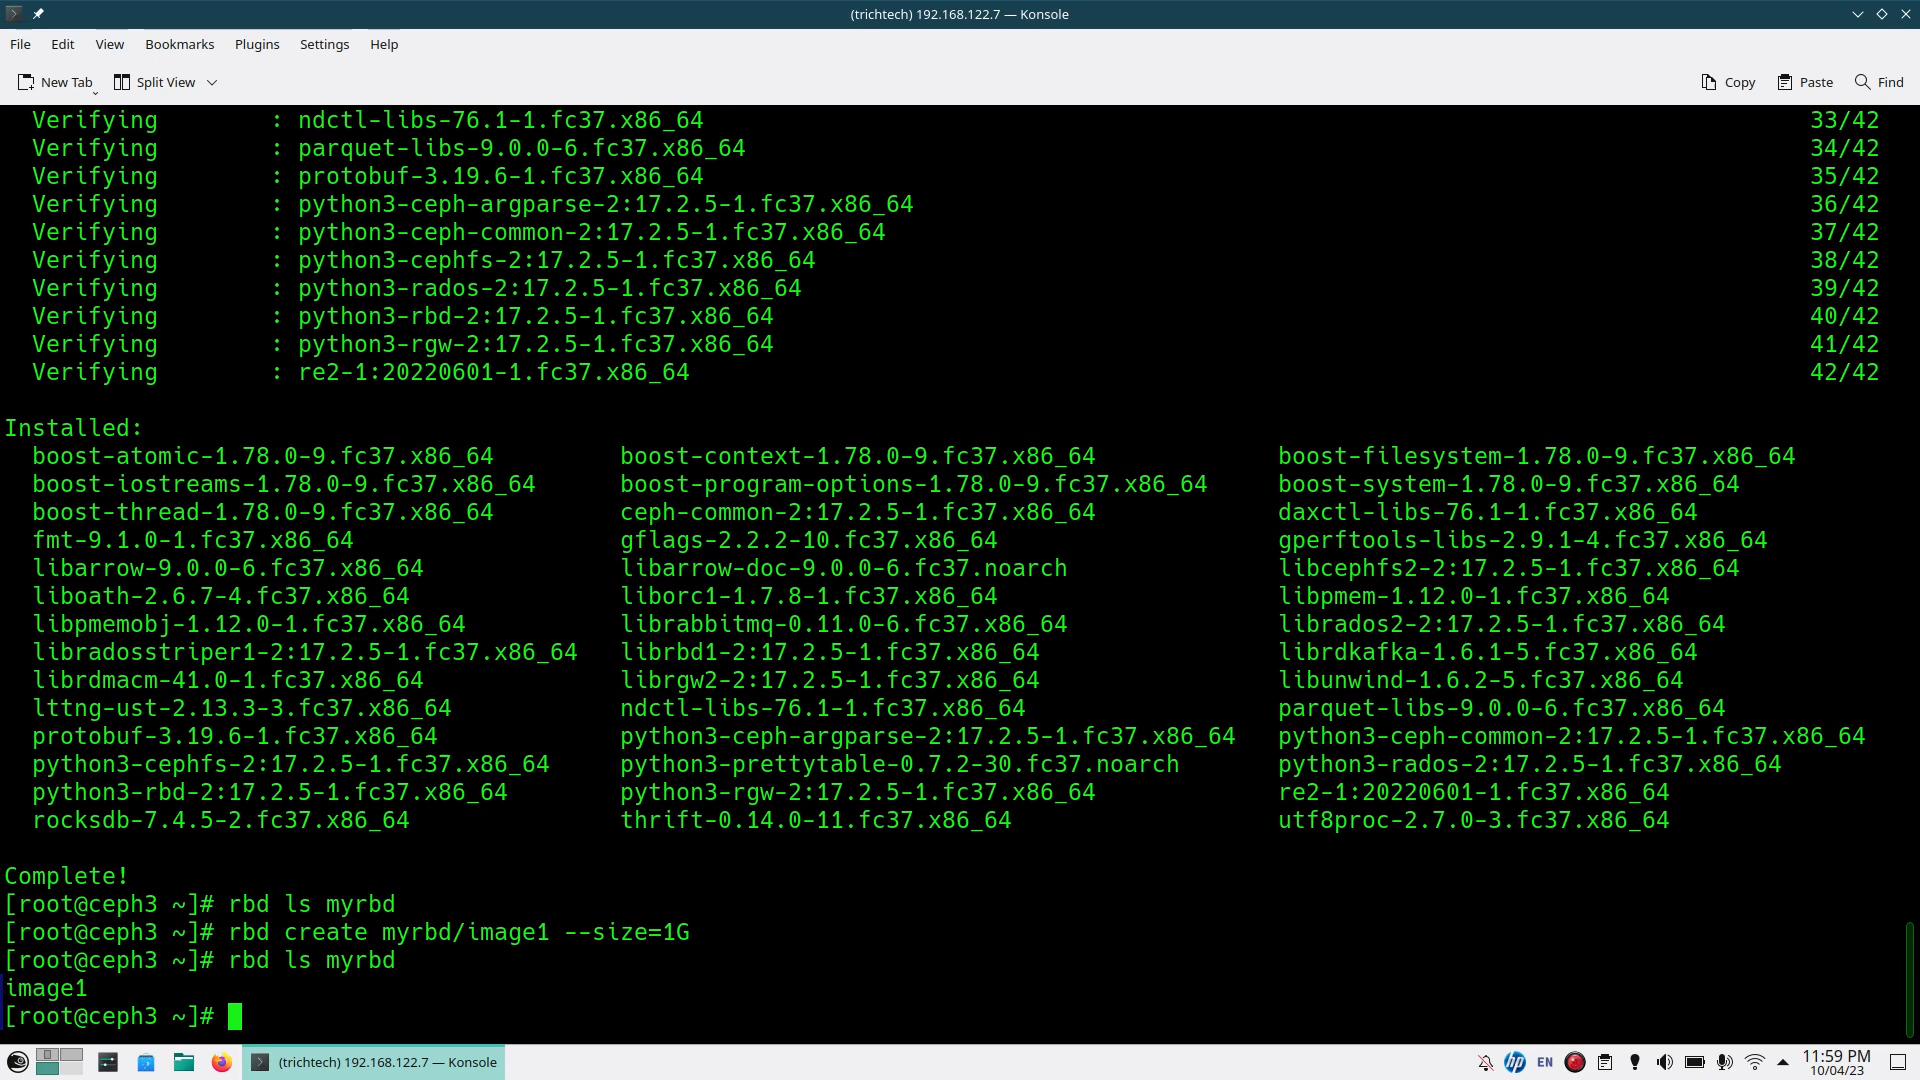 (trichtech) 192.168.122.7 — Konsole
File Edit View Bookmarks Plugins Settings Help
New Tab Split View Copy Paste Find
Verifying : ndctl-libs-76.1-1.fc37.x86_64 33/42
Verifying : parquet-libs-9.0.0-6.fc37.x86_64 34/42
Verifying : protobuf-3.19.6-1.fc37.x86_64 35/42
Verifying : python3-ceph-argparse-2:17.2.5-1.fc37.x86_64 36/42
Verifying : python3-ceph-common-2:17.2.5-1.fc37.x86_64 37/42
Verifying : python3-cephfs-2:17.2.5-1.fc37.x86_64 38/42
Verifying : python3-rados-2:17.2.5-1.fc37.x86_64 39/42
Verifying : python3-rbd-2:17.2.5-1.fc37.x86_64 40/42
Verifying : python3-rgw-2:17.2.5-1.fc37.x86_64 41/42
Verifying : re2-1:20220601-1.fc37.x86_64 42/42
Installed:
boost-atomic-1.78.0-9.fc37.x86_64 boost-context-1.78.0-9.fc37.x86_64 boost-filesystem-1.78.0-9.fc37.x86_64
boost-iostreams-1.78.0-9.fc37.x86_64 boost-program-options-1.78.0-9.fc37.x86_64 boost-system-1.78.0-9.fc37.x86_64
boost-thread-1.78.0-9.fc37.x86_64 ceph-common-2:17.2.5-1.fc37.x86_64 daxctl-libs-76.1-1.fc37.x86_64
fmt-9.1.0-1.fc37.x86_64 gflags-2.2.2-10.fc37.x86_64 gperftools-libs-2.9.1-4.fc37.x86_64
libarrow-9.0.0-6.fc37.x86_64 libarrow-doc-9.0.0-6.fc37.noarch libcephfs2-2:17.2.5-1.fc37.x86_64
liboath-2.6.7-4.fc37.x86_64 liborc1-1.7.8-1.fc37.x86_64 libpmem-1.12.0-1.fc37.x86_64
libpmemobj-1.12.0-1.fc37.x86_64 librabbitmq-0.11.0-6.fc37.x86_64 librados2-2:17.2.5-1.fc37.x86_64
libradosstriper1-2:17.2.5-1.fc37.x86_64 librbd1-2:17.2.5-1.fc37.x86_64 librdkafka-1.6.1-5.fc37.x86_64
librdmacm-41.0-1.fc37.x86_64 librgw2-2:17.2.5-1.fc37.x86_64 libunwind-1.6.2-5.fc37.x86_64
lttng-ust-2.13.3-3.fc37.x86_64 ndctl-libs-76.1-1.fc37.x86_64 parquet-libs-9.0.0-6.fc37.x86_64
protobuf-3.19.6-1.fc37.x86_64 python3-ceph-argparse-2:17.2.5-1.fc37.x86_64 python3-ceph-common-2:17.2.5-1.fc37.x86_64
python3-cephfs-2:17.2.5-1.fc37.x86_64 python3-prettytable-0.7.2-30.fc37.noarch python3-rados-2:17.2.5-1.fc37.x86_64
python3-rbd-2:17.2.5-1.fc37.x86_64 python3-rgw-2:17.2.5-1.fc37.x86_64 re2-1:20220601-1.fc37.x86_64
rocksdb-7.4.5-2.fc37.x86_64 thrift-0.14.0-11.fc37.x86_64 utf8proc-2.7.0-3.fc37.x86_64
Complete!
[root@ceph3 ~]# rbd ls myrbd
[root@ceph3 ~]# rbd create myrbd/image1 --size=1G
[root@ceph3 ~]# rbd ls myrbd
image1
[root@ceph3 ~]#
(trichtech) 192.168.122.7 — Konsole hp EN 11:59 PM
10/04/23